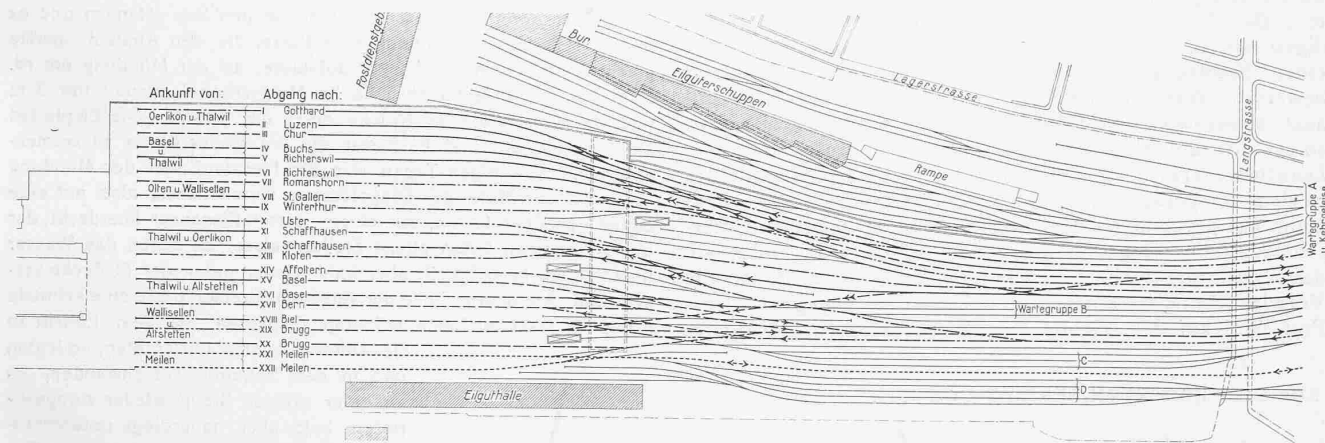 Postdienstgeb.
Bur
Eilgüterschuppen
Lagerstrasse
Langstrasse
Rampe
Wartegruppe A
u. Kehrgeleise
Ankunft von: Abgang nach:
I Gotthard
Oerlikon u Thalwil
II Luzern
III Chur
Basel
u
Thalwil
IV Buchs
V Richterswil
VI Richterswil
VII Romanshorn
Olten u. Wallisellen
VIII St.Gallen
IX Winterthur
X Uster
XI Schaffhausen
Thalwil u Oerlikon
XII Schaffhausen
XIII Kloten
XIV Affoltern
XV Basel
Thalwil u. Altstetten
XVI Basel
XVII Bern
Wallisellen
u.
Altstetten
XVIII Biel
XIX Brugg
XX Brugg
Meilen
XXI Meilen
XXII Meilen
Wartegruppe B
C
D
Eilguthalle